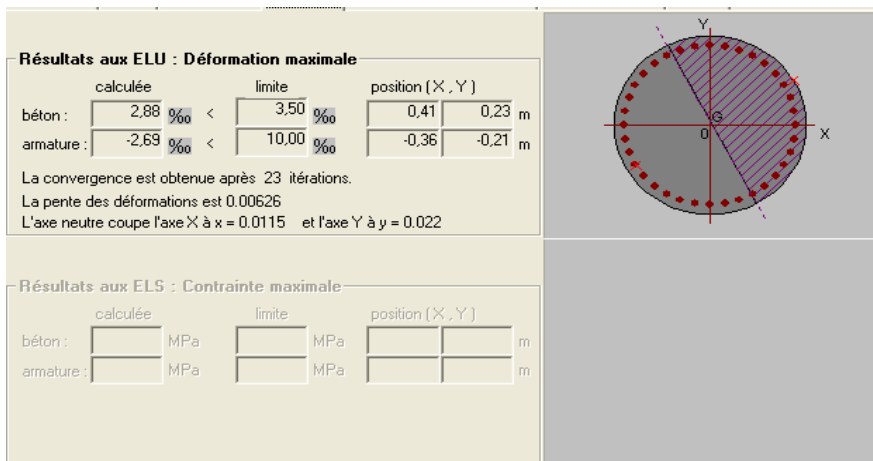 Résultats aux ELU : Déformation maximale
calculée limite position ( X , Y )
béton : 2,88 ‰ < 3,50 ‰ 0,41 0,23 m
armature : -2,69 ‰ < 10,00 ‰ -0,36 -0,21 m
La convergence est obtenue après 23 itérations.
La pente des déformations est 0.00626
L'axe neutre coupe l'axe X à x = 0.0115 et l'axe Y à y = 0.022
Y
G
0
X
Résultats aux ELS : Contrainte maximale
calculée limite position ( X , Y )
béton : MPa MPa m
armature : MPa MPa m